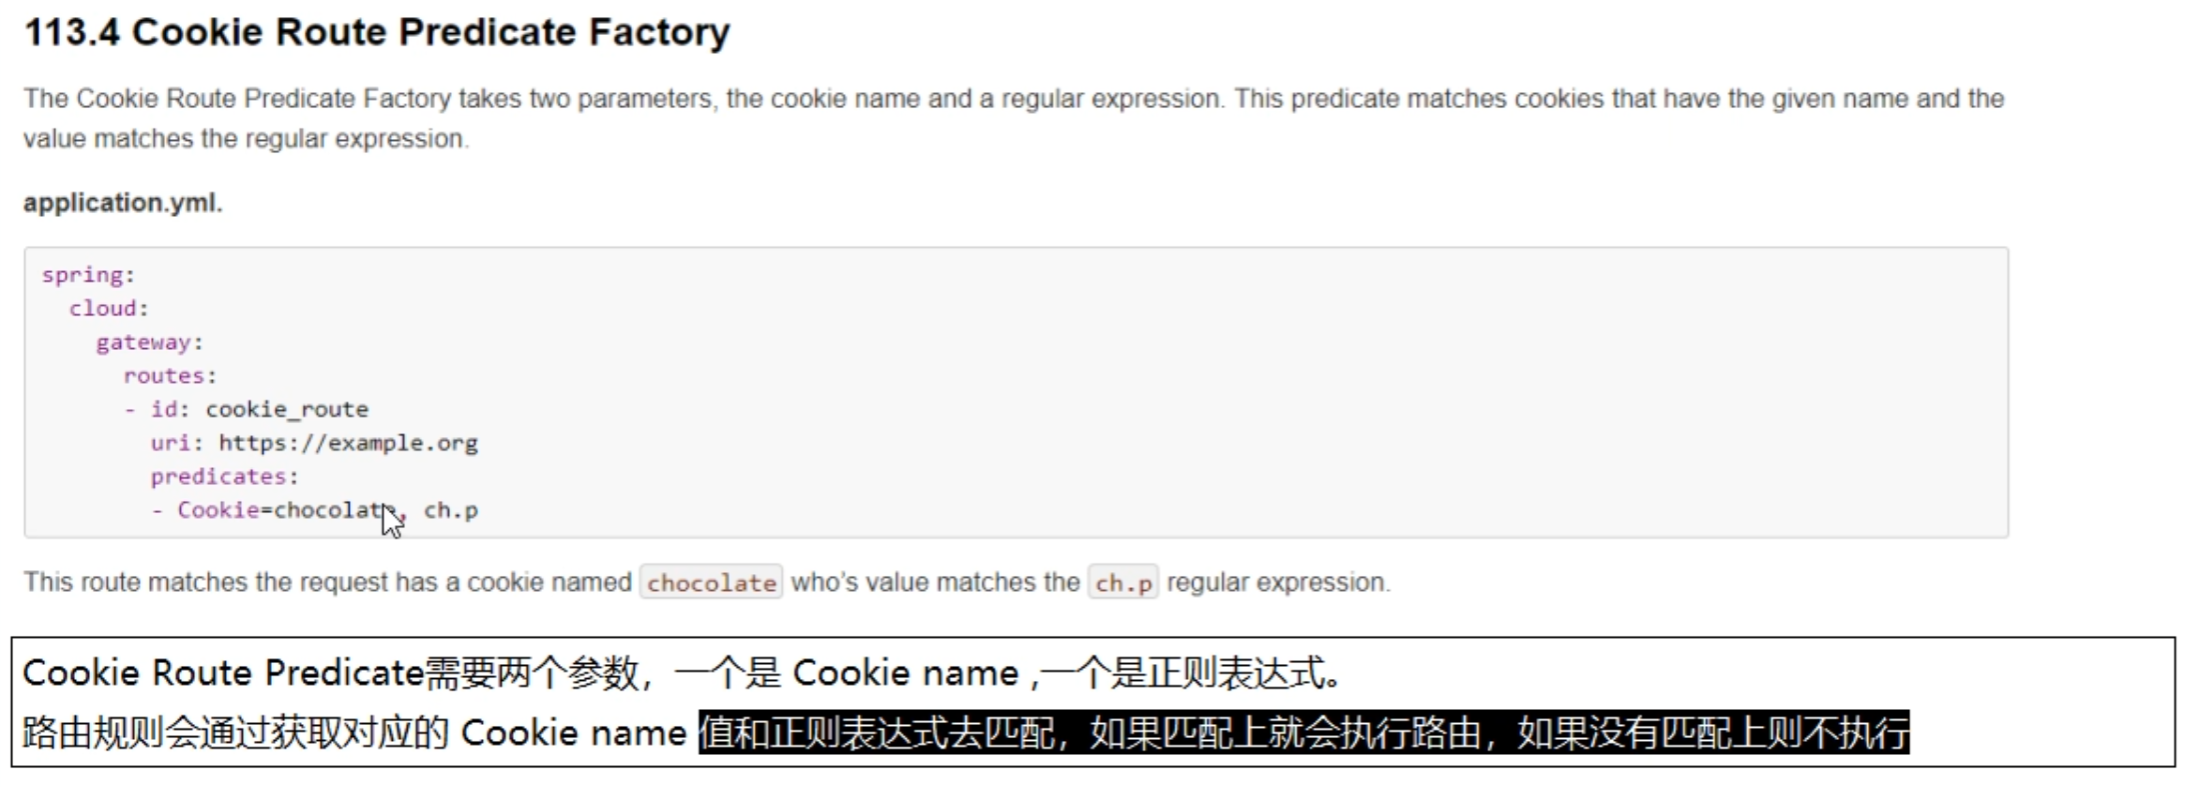 113.4 Cookie Route Predicate Factory
The Cookie Route Predicate Factory takes two parameters, the cookie name and a regular expression. This predicate matches cookies that have the given name and the
value matches the regular expression.
application.yml.
spring:
  cloud:
    gateway:
      routes:
      - id: cookie_route
        uri: https://example.org
        predicates:
        - Cookie=chocolate, ch.p
This route matches the request has a cookie named chocolate who's value matches the ch.p regular expression.
Cookie Route Predicate需要两个参数，一个是 Cookie name ,一个是正则表达式。
路由规则会通过获取对应的 Cookie name 值和正则表达式去匹配，如果匹配上就会执行路由，如果没有匹配上则不执行